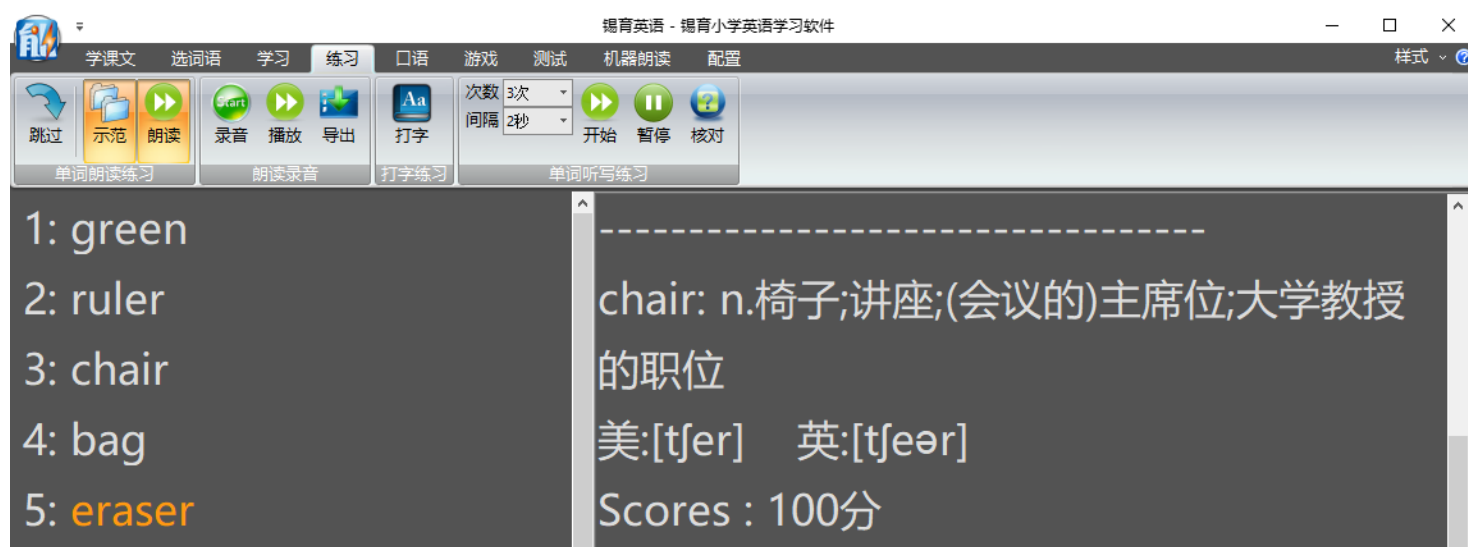 锡育英语 - 锡育小学英语学习软件
学课文 选词语 学习 练习 口语 游戏 测试 机器朗读 配置 样式
次数 3次
间隔 2秒
Start
Aa
跳过 示范 朗读 录音 播放 导出 打字 开始 暂停 核对
单词朗读练习 朗读录音 打字练习 单词听写练习
1: green
2: ruler
3: chair
4: bag
5: eraser
----------------------------------
chair: n.椅子;讲座;(会议的)主席位;大学教授
的职位
美:[tʃer] 英:[tʃeər]
Scores : 100分